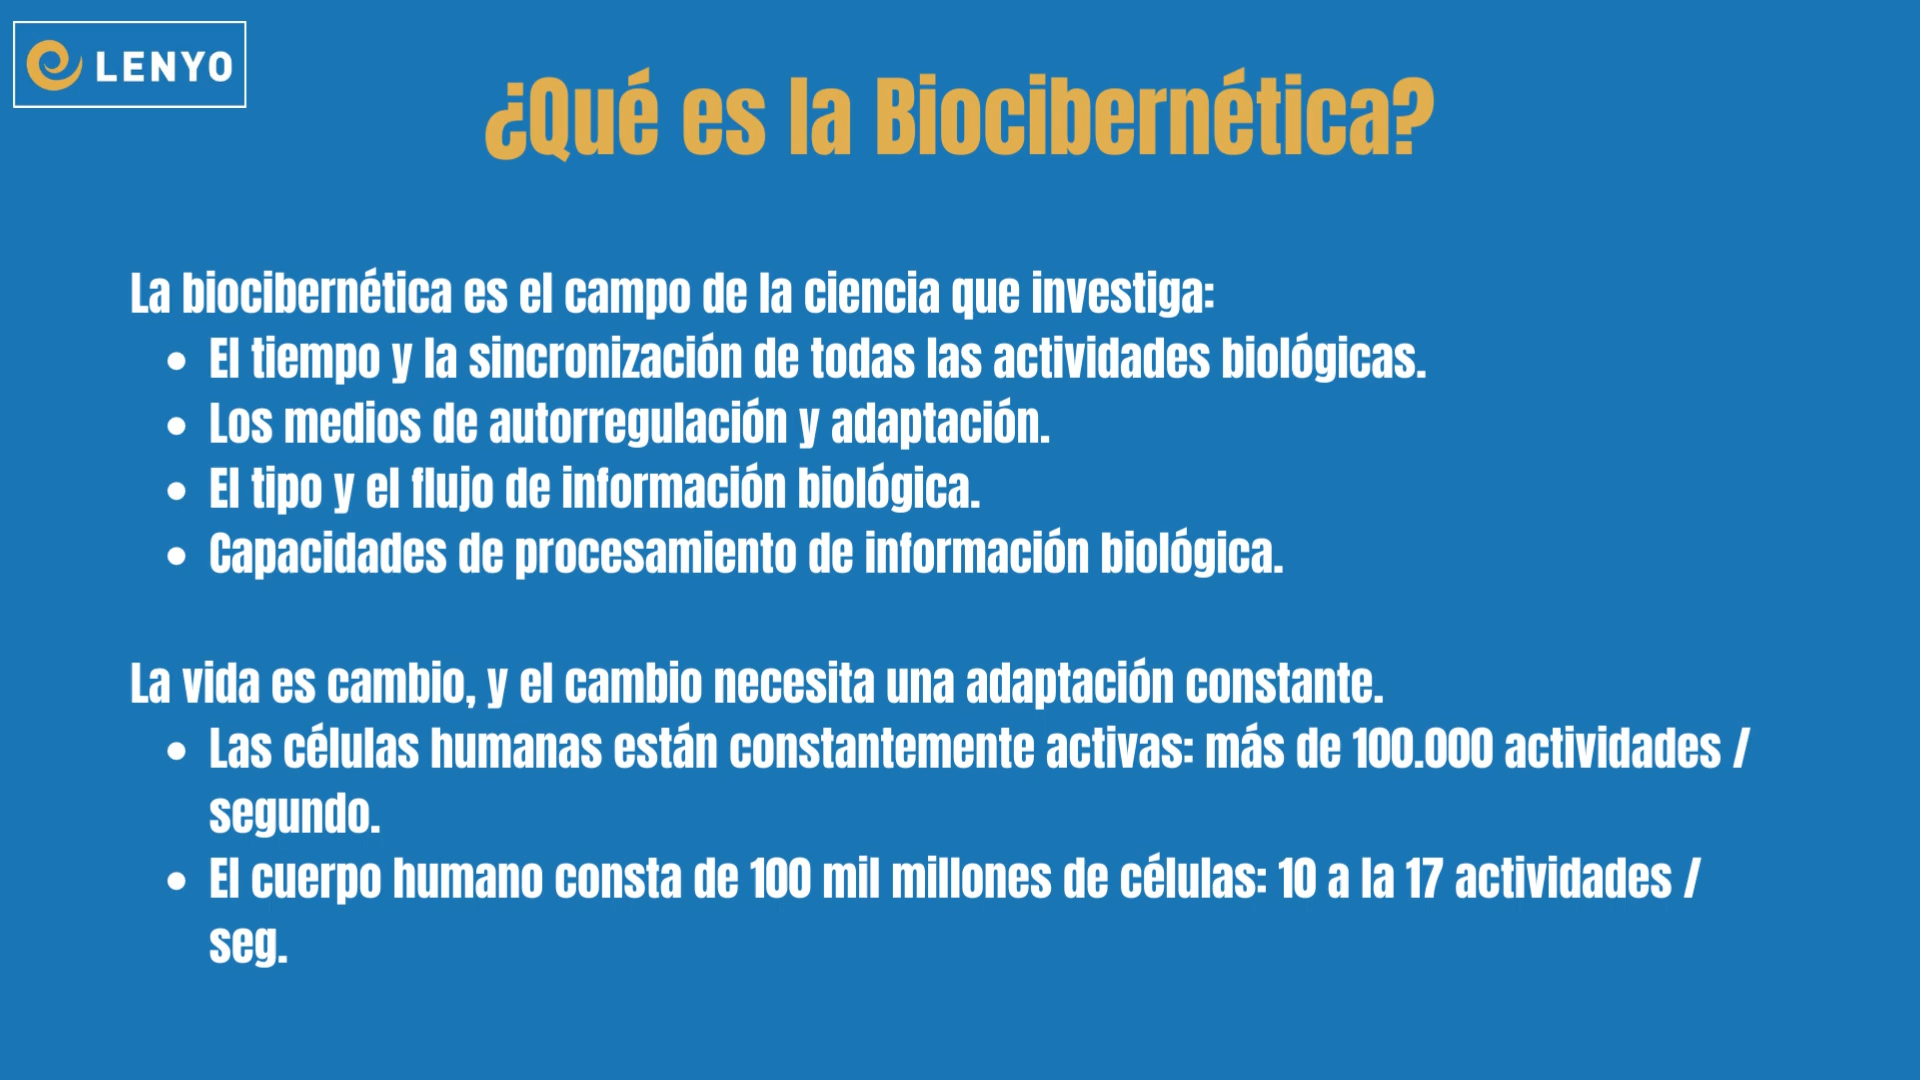 LENYO
¿Qué es la Biocibernética?
La biocibernética es el campo de la ciencia que investiga:
• El tiempo y la sincronización de todas las actividades biológicas.
• Los medios de autorregulación y adaptación.
• El tipo y el flujo de información biológica.
• Capacidades de procesamiento de información biológica.
La vida es cambio, y el cambio necesita una adaptación constante.
• Las células humanas están constantemente activas: más de 100.000 actividades /
segundo.
• El cuerpo humano consta de 100 mil millones de células: 10 a la 17 actividades /
seg.